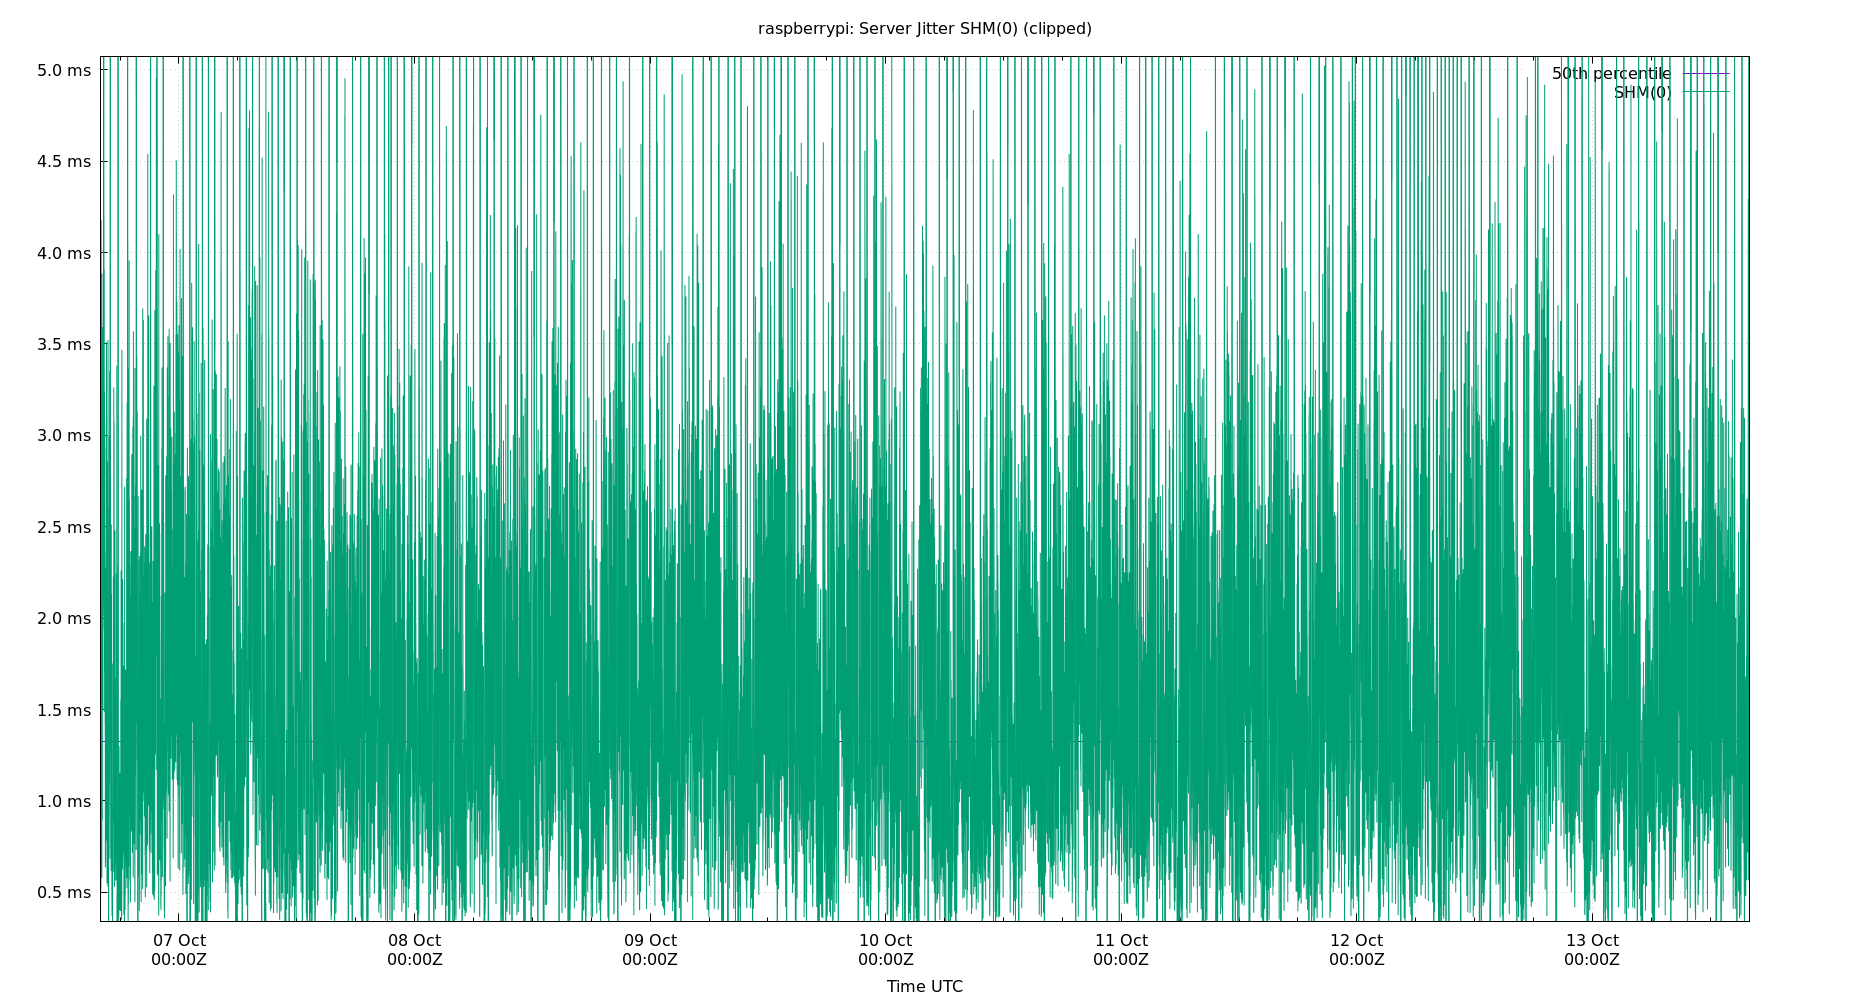 raspberrypi: Server Jitter SHM(0) (clipped)
5.0 ms
50th percentile
SHM(0)
4.5 ms
4.0 ms
3.5 ms
3.0 ms
2.5 ms
2.0 ms
1.5 ms
1.0 ms
0.5 ms
07 Oct 08 Oct 09 Oct 10 Oct 11 Oct 12 Oct 13 Oct
00:00Z 00:00Z 00:00Z 00:00Z 00:00Z 00:00Z 00:00Z
Time UTC